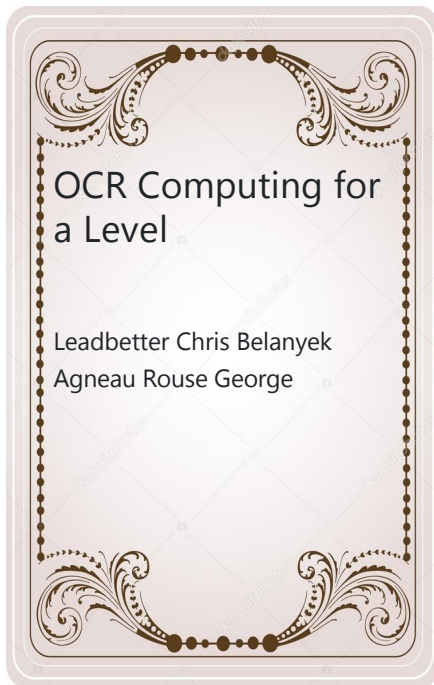 OCR Computing for
a Level
Leadbetter Chris Belanyek
Agneau Rouse George